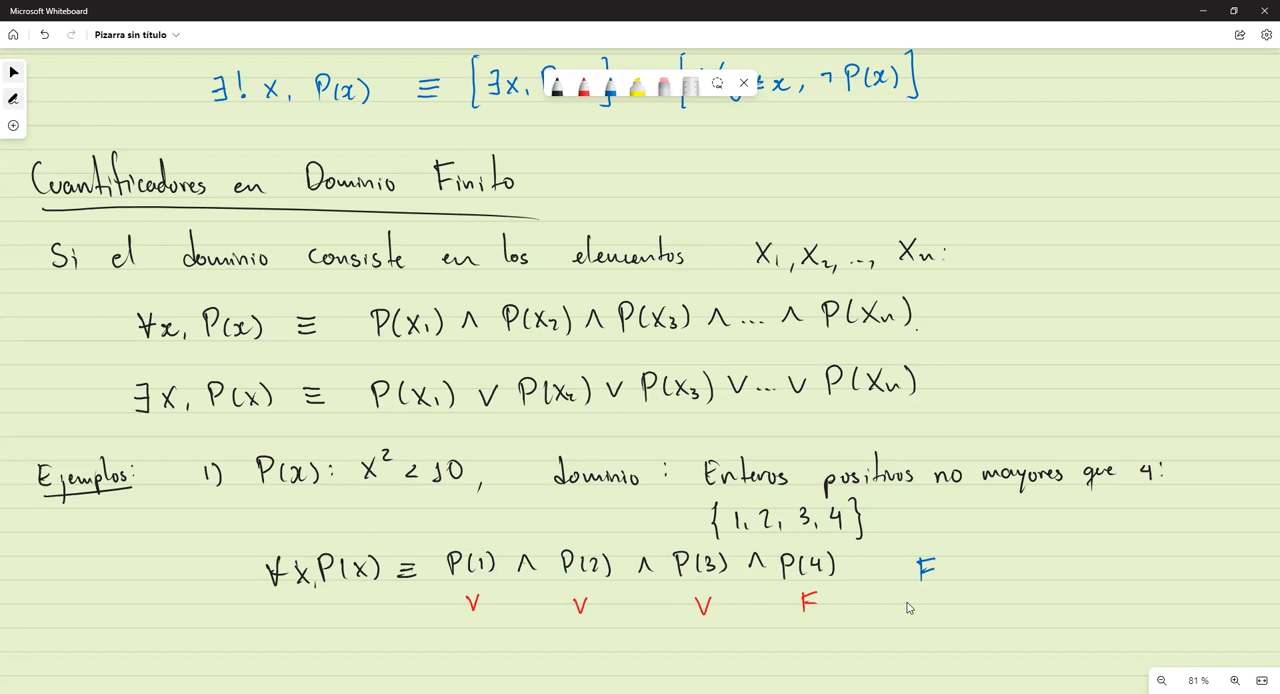 Microsoft Whiteboard
Pizarra sin título
∃! x, P(x) ≡ [∃x, ] [ ≠ x, ¬P(x)]
Cuantificadores en Dominio Finito
Si el dominio consiste en los elementos X₁, X₂, ..., Xₙ:
∀x, P(x) ≡ P(X₁) ∧ P(X₂) ∧ P(X₃) ∧ ... ∧ P(Xₙ).
∃x, P(x) ≡ P(X₁) ∨ P(X₂) ∨ P(X₃) ∨ ... ∨ P(Xₙ)
Ejemplos: 1) P(x): X² < 10, dominio: Enteros positivos no mayores que 4:
{1, 2, 3, 4}
∀x, P(x) ≡ P(1) ∧ P(2) ∧ P(3) ∧ P(4) F
V V V F
81 %